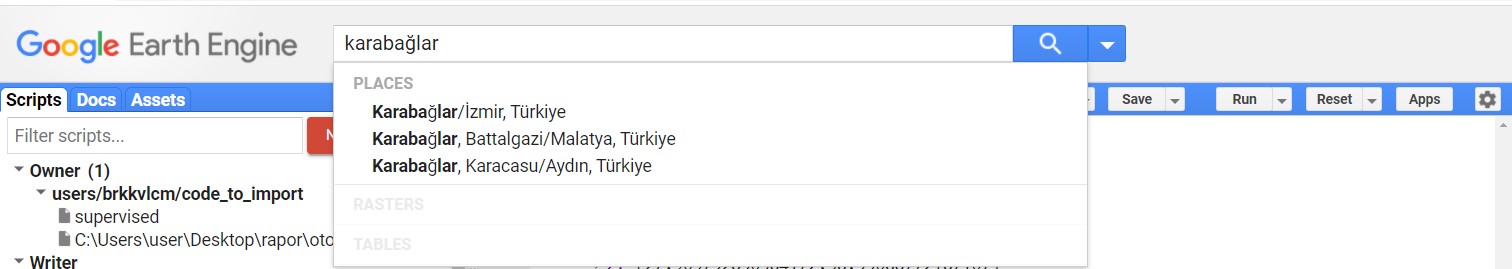 Google Earth Engine
karabağlar
PLACES
Karabağlar/İzmir, Türkiye
Karabağlar, Battalgazi/Malatya, Türkiye
Karabağlar, Karacasu/Aydın, Türkiye
RASTERS
TABLES
Scripts Docs Assets
Save Run Reset Apps
Filter scripts...
N
Owner (1)
users/brkkvlcm/code_to_import
supervised
C:\Users\user\Desktop\rapor\oto
Writer